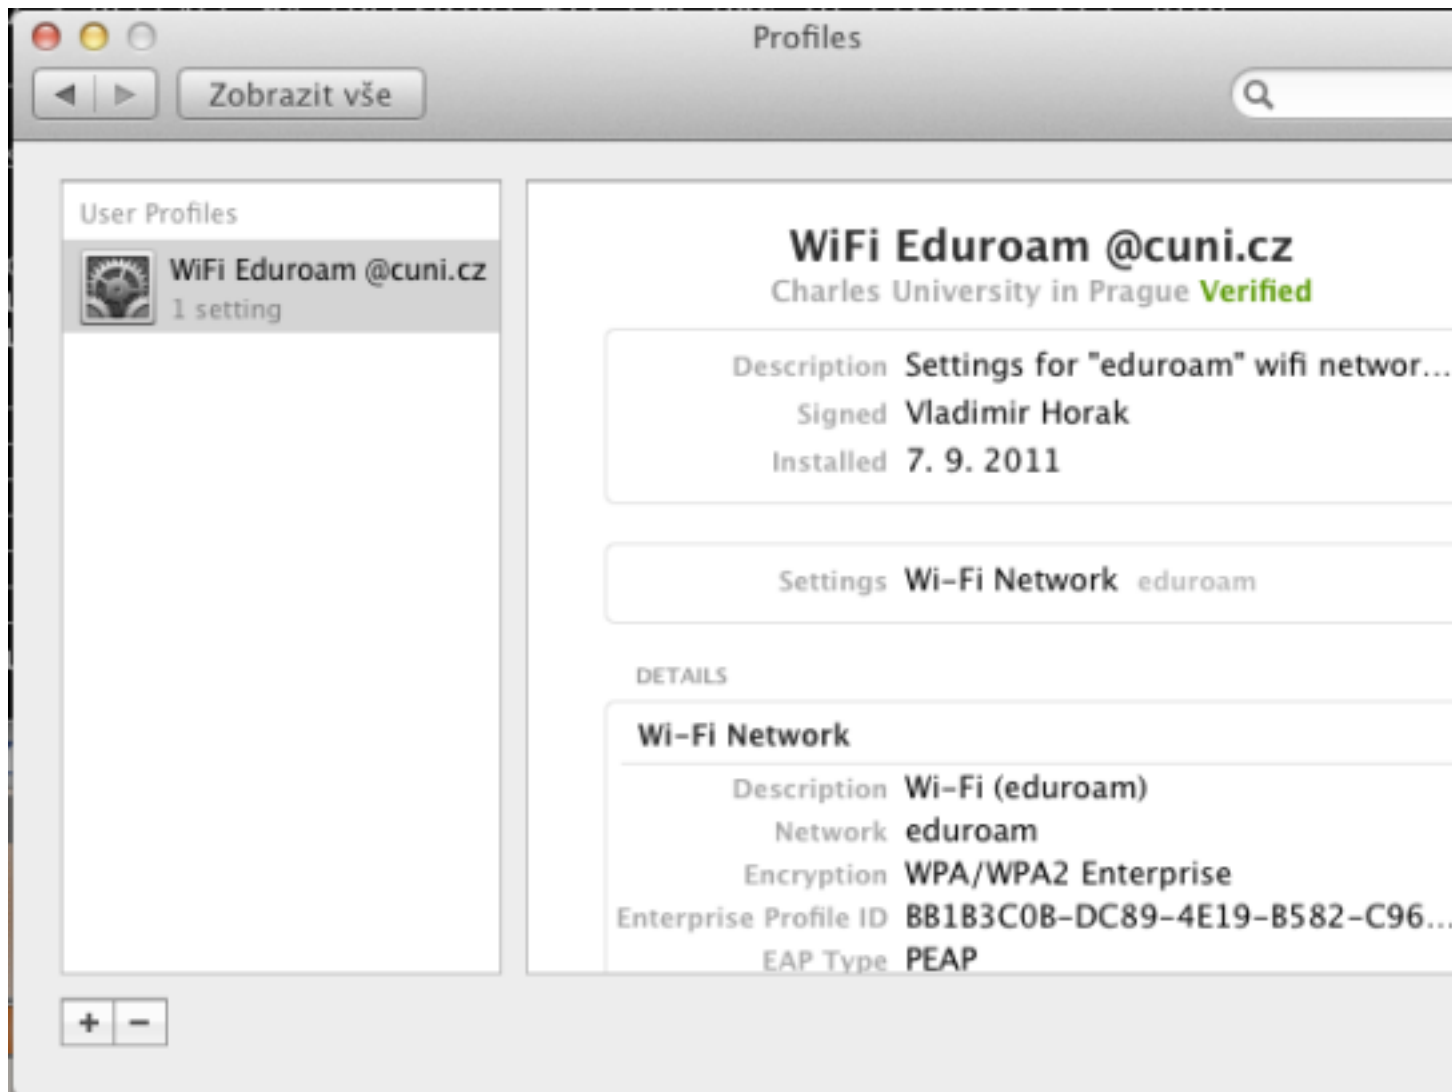 Profiles
Zobrazit vše
User Profiles
WiFi Eduroam @cuni.cz
1 setting
WiFi Eduroam @cuni.cz
Charles University in Prague Verified
Description Settings for "eduroam" wifi networ...
Signed Vladimir Horak
Installed 7. 9. 2011
Settings Wi-Fi Network eduroam
DETAILS
Wi-Fi Network
Description Wi-Fi (eduroam)
Network eduroam
Encryption WPA/WPA2 Enterprise
Enterprise Profile ID BB1B3C0B-DC89-4E19-B582-C96...
EAP Type PEAP